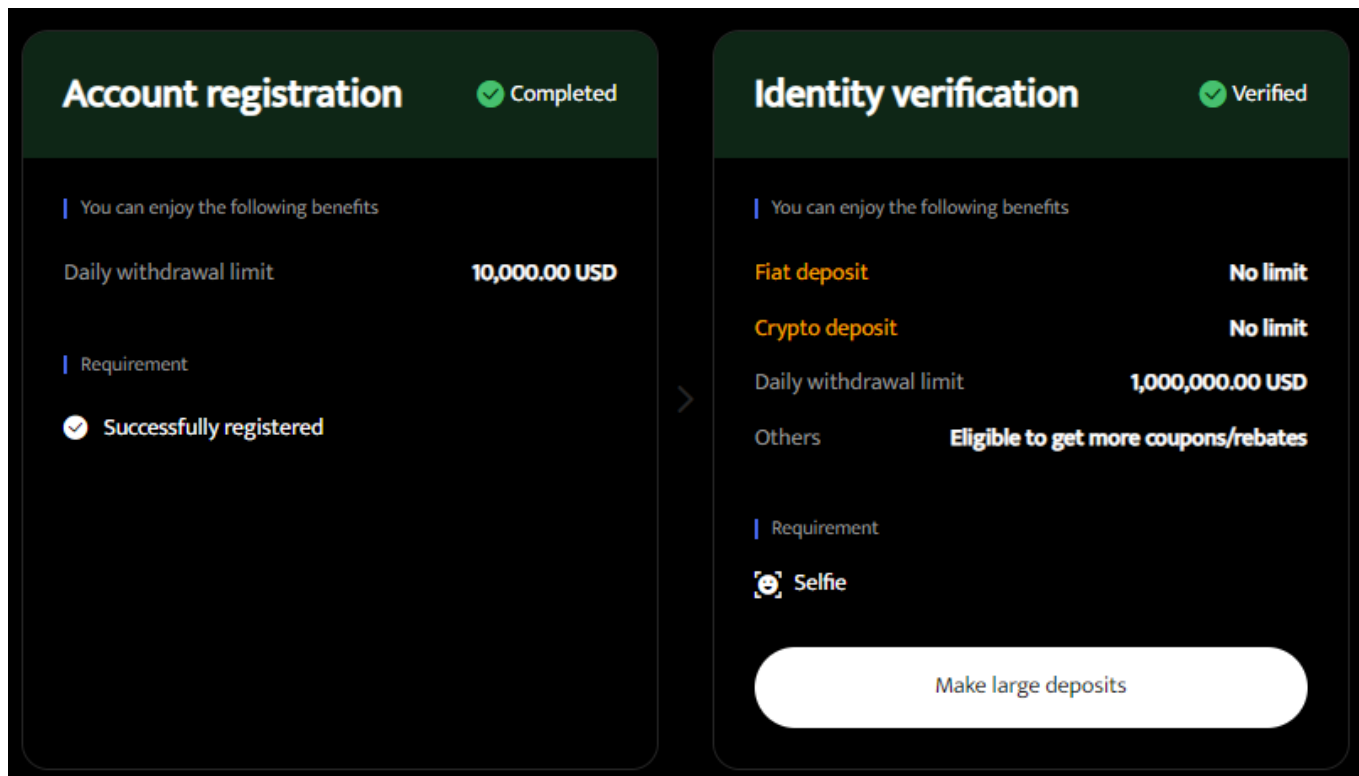 Account registration
Completed
You can enjoy the following benefits
Daily withdrawal limit 10,000.00 USD
Requirement
Successfully registered
Identity verification
Verified
You can enjoy the following benefits
Fiat deposit No limit
Crypto deposit No limit
Daily withdrawal limit 1,000,000.00 USD
Others Eligible to get more coupons/rebates
Requirement
Selfie
Make large deposits